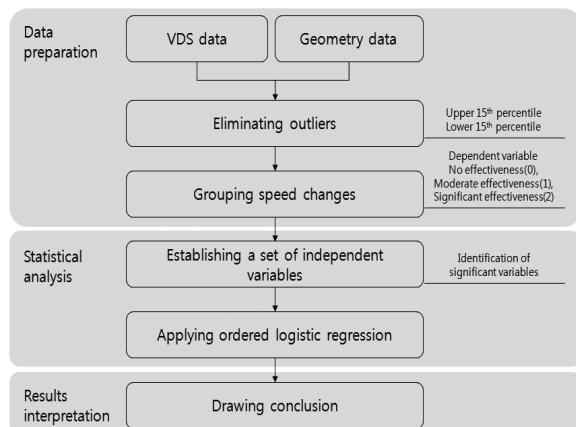 Data
preparation
VDS data
Geometry data
Eliminating outliers
Upper 15th percentile
Lower 15th percentile
Grouping speed changes
Dependent variable
No effectiveness(0),
Moderate effectiveness(1),
Significant effectiveness(2)
Statistical
analysis
Establishing a set of independent
variables
Identification of
significant variables
Applying ordered logistic regression
Results
interpretation
Drawing conclusion